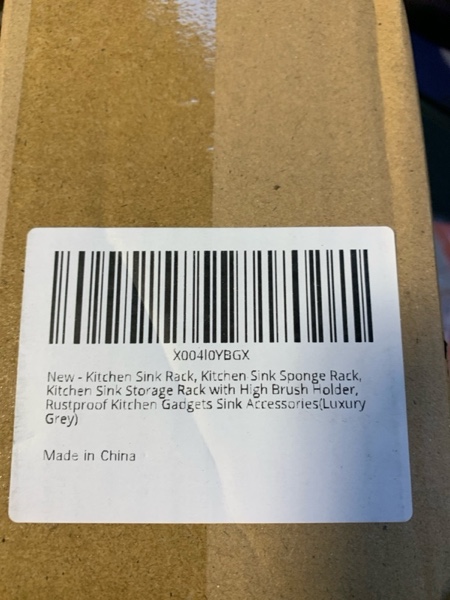 X004l0YBGX
New - Kitchen Sink Rack, Kitchen Sink Sponge Rack,
Kitchen Sink Storage Rack with High Brush Holder,
Rustproof Kitchen Gadgets Sink Accessories(Luxury
Grey)
Made in China